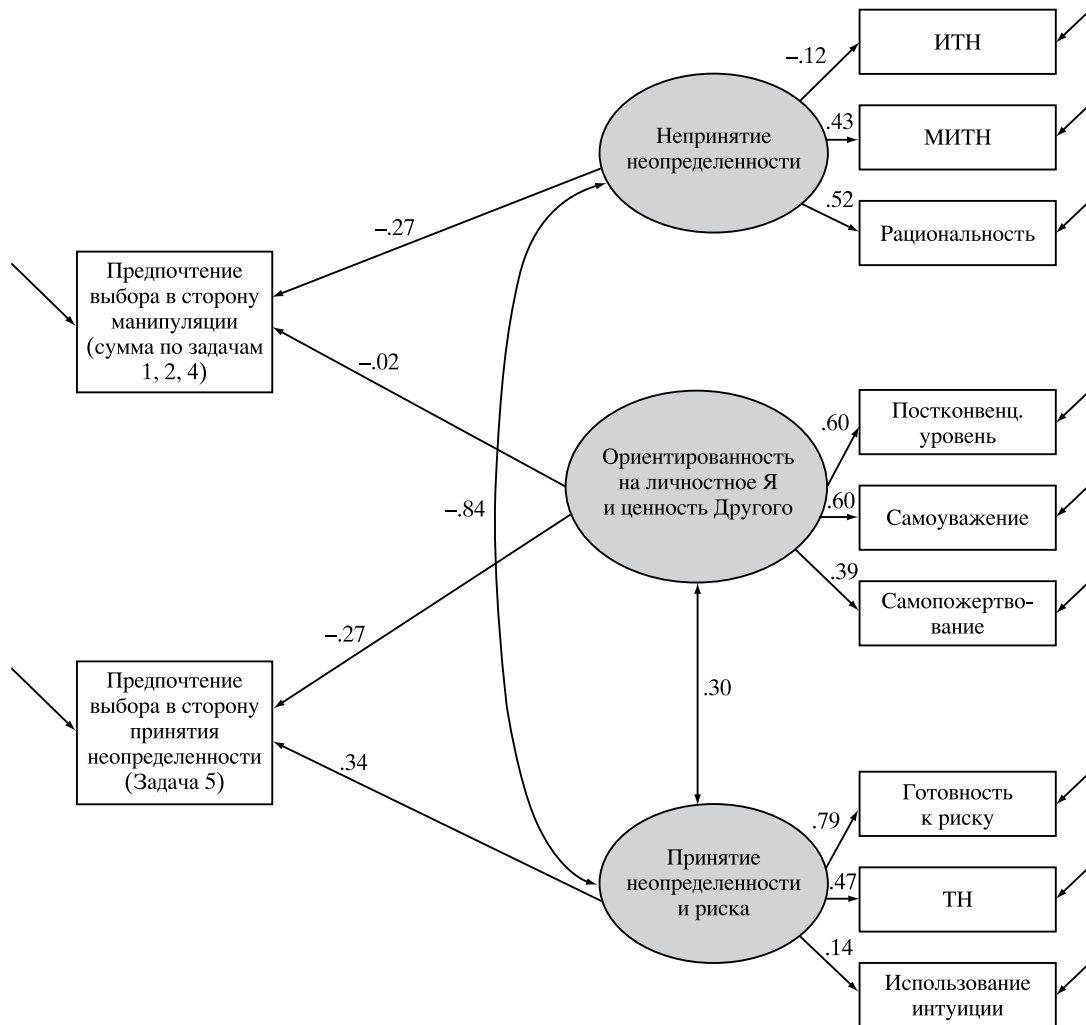 ИТН
–.12
Непринятие
неопределенности
.43
МИТН
.52
Рациональность
–.27
Предпочтение
выбора в сторону
манипуляции
(сумма по задачам
1, 2, 4)
–.02
Ориентированность
на личностное Я
и ценность Другого
.60
Постконвенц.
уровень
.60
Самоуважение
.39
Самопожертво-
вание
–.84
–.27
.30
Предпочтение
выбора в сторону
принятия
неопределенности
(Задача 5)
.34
Принятие
неопределенности
и риска
.79
Готовность
к риску
.47
ТН
.14
Использование
интуиции